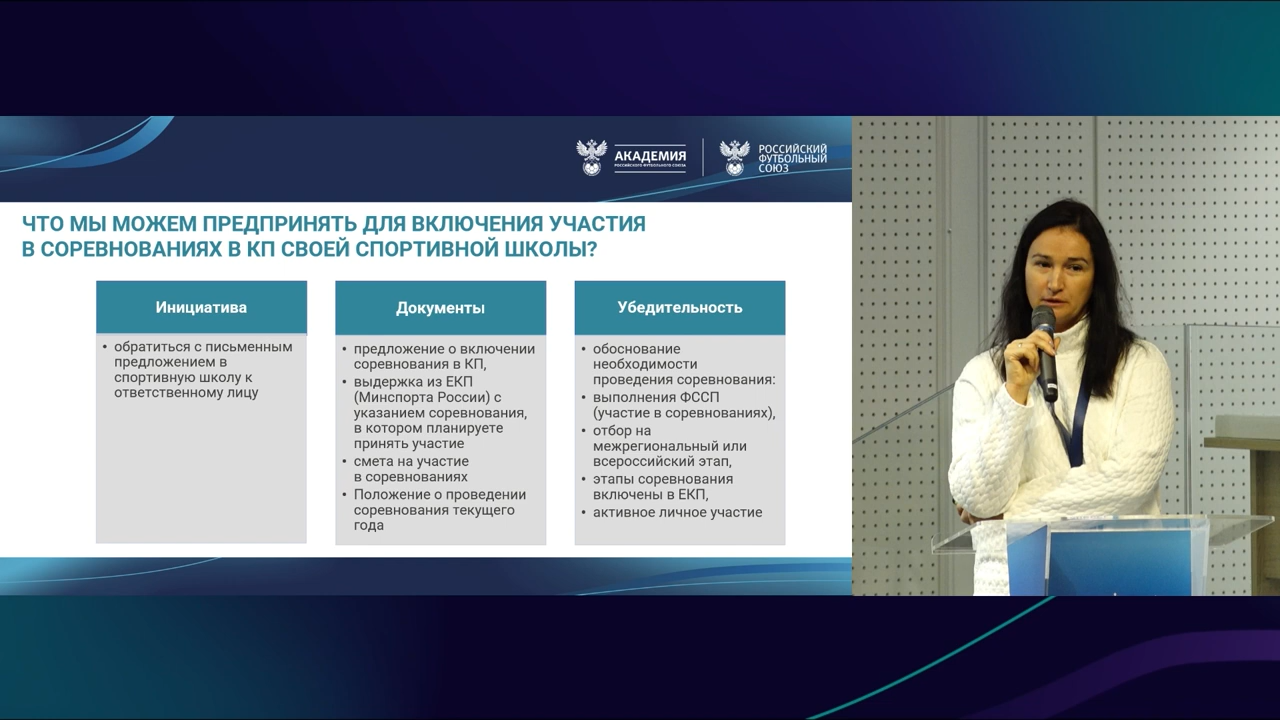 АКАДЕМИЯ
РОССИЙСКОГО ФУТБОЛЬНОГО СОЮЗА
РОССИЙСКИЙ
ФУТБОЛЬНЫЙ
СОЮЗ
ЧТО МЫ МОЖЕМ ПРЕДПРИНЯТЬ ДЛЯ ВКЛЮЧЕНИЯ УЧАСТИЯ
В СОРЕВНОВАНИЯХ В КП СВОЕЙ СПОРТИВНОЙ ШКОЛЫ?
Инициатива
• обратиться с письменным
предложением в
спортивную школу к
ответственному лицу
Документы
• предложение о включении
соревнования в КП,
• выдержка из ЕКП
(Минспорта России) с
указанием соревнования,
в котором планируете
принять участие
• смета на участие
в соревнованиях
• Положение о проведении
соревнования текущего
года
Убедительность
• обоснование
необходимости
проведения соревнования:
• выполнения ФССП
(участие в соревнованиях),
• отбор на
межрегиональный или
всероссийский этап,
• этапы соревнования
включены в ЕКП,
• активное личное участие